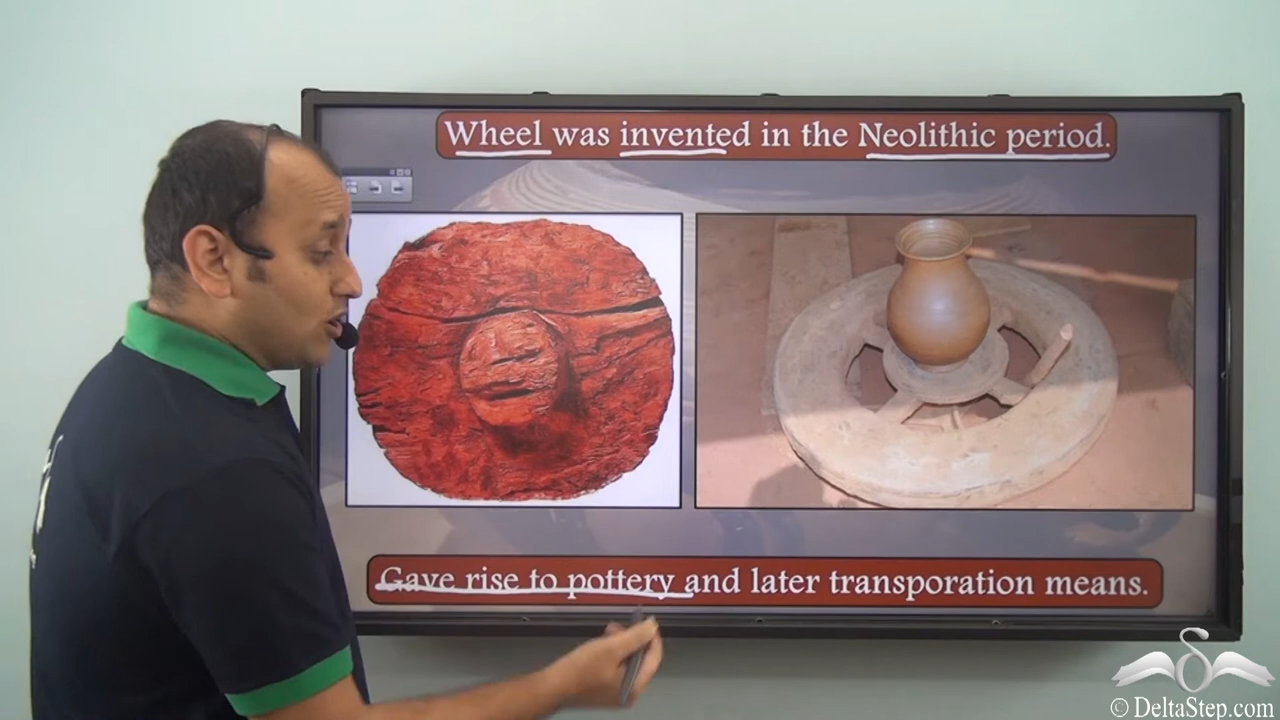 Wheel was invented in the Neolithic period.
Gave rise to pottery and later transporation means.
© DeltaStep.com